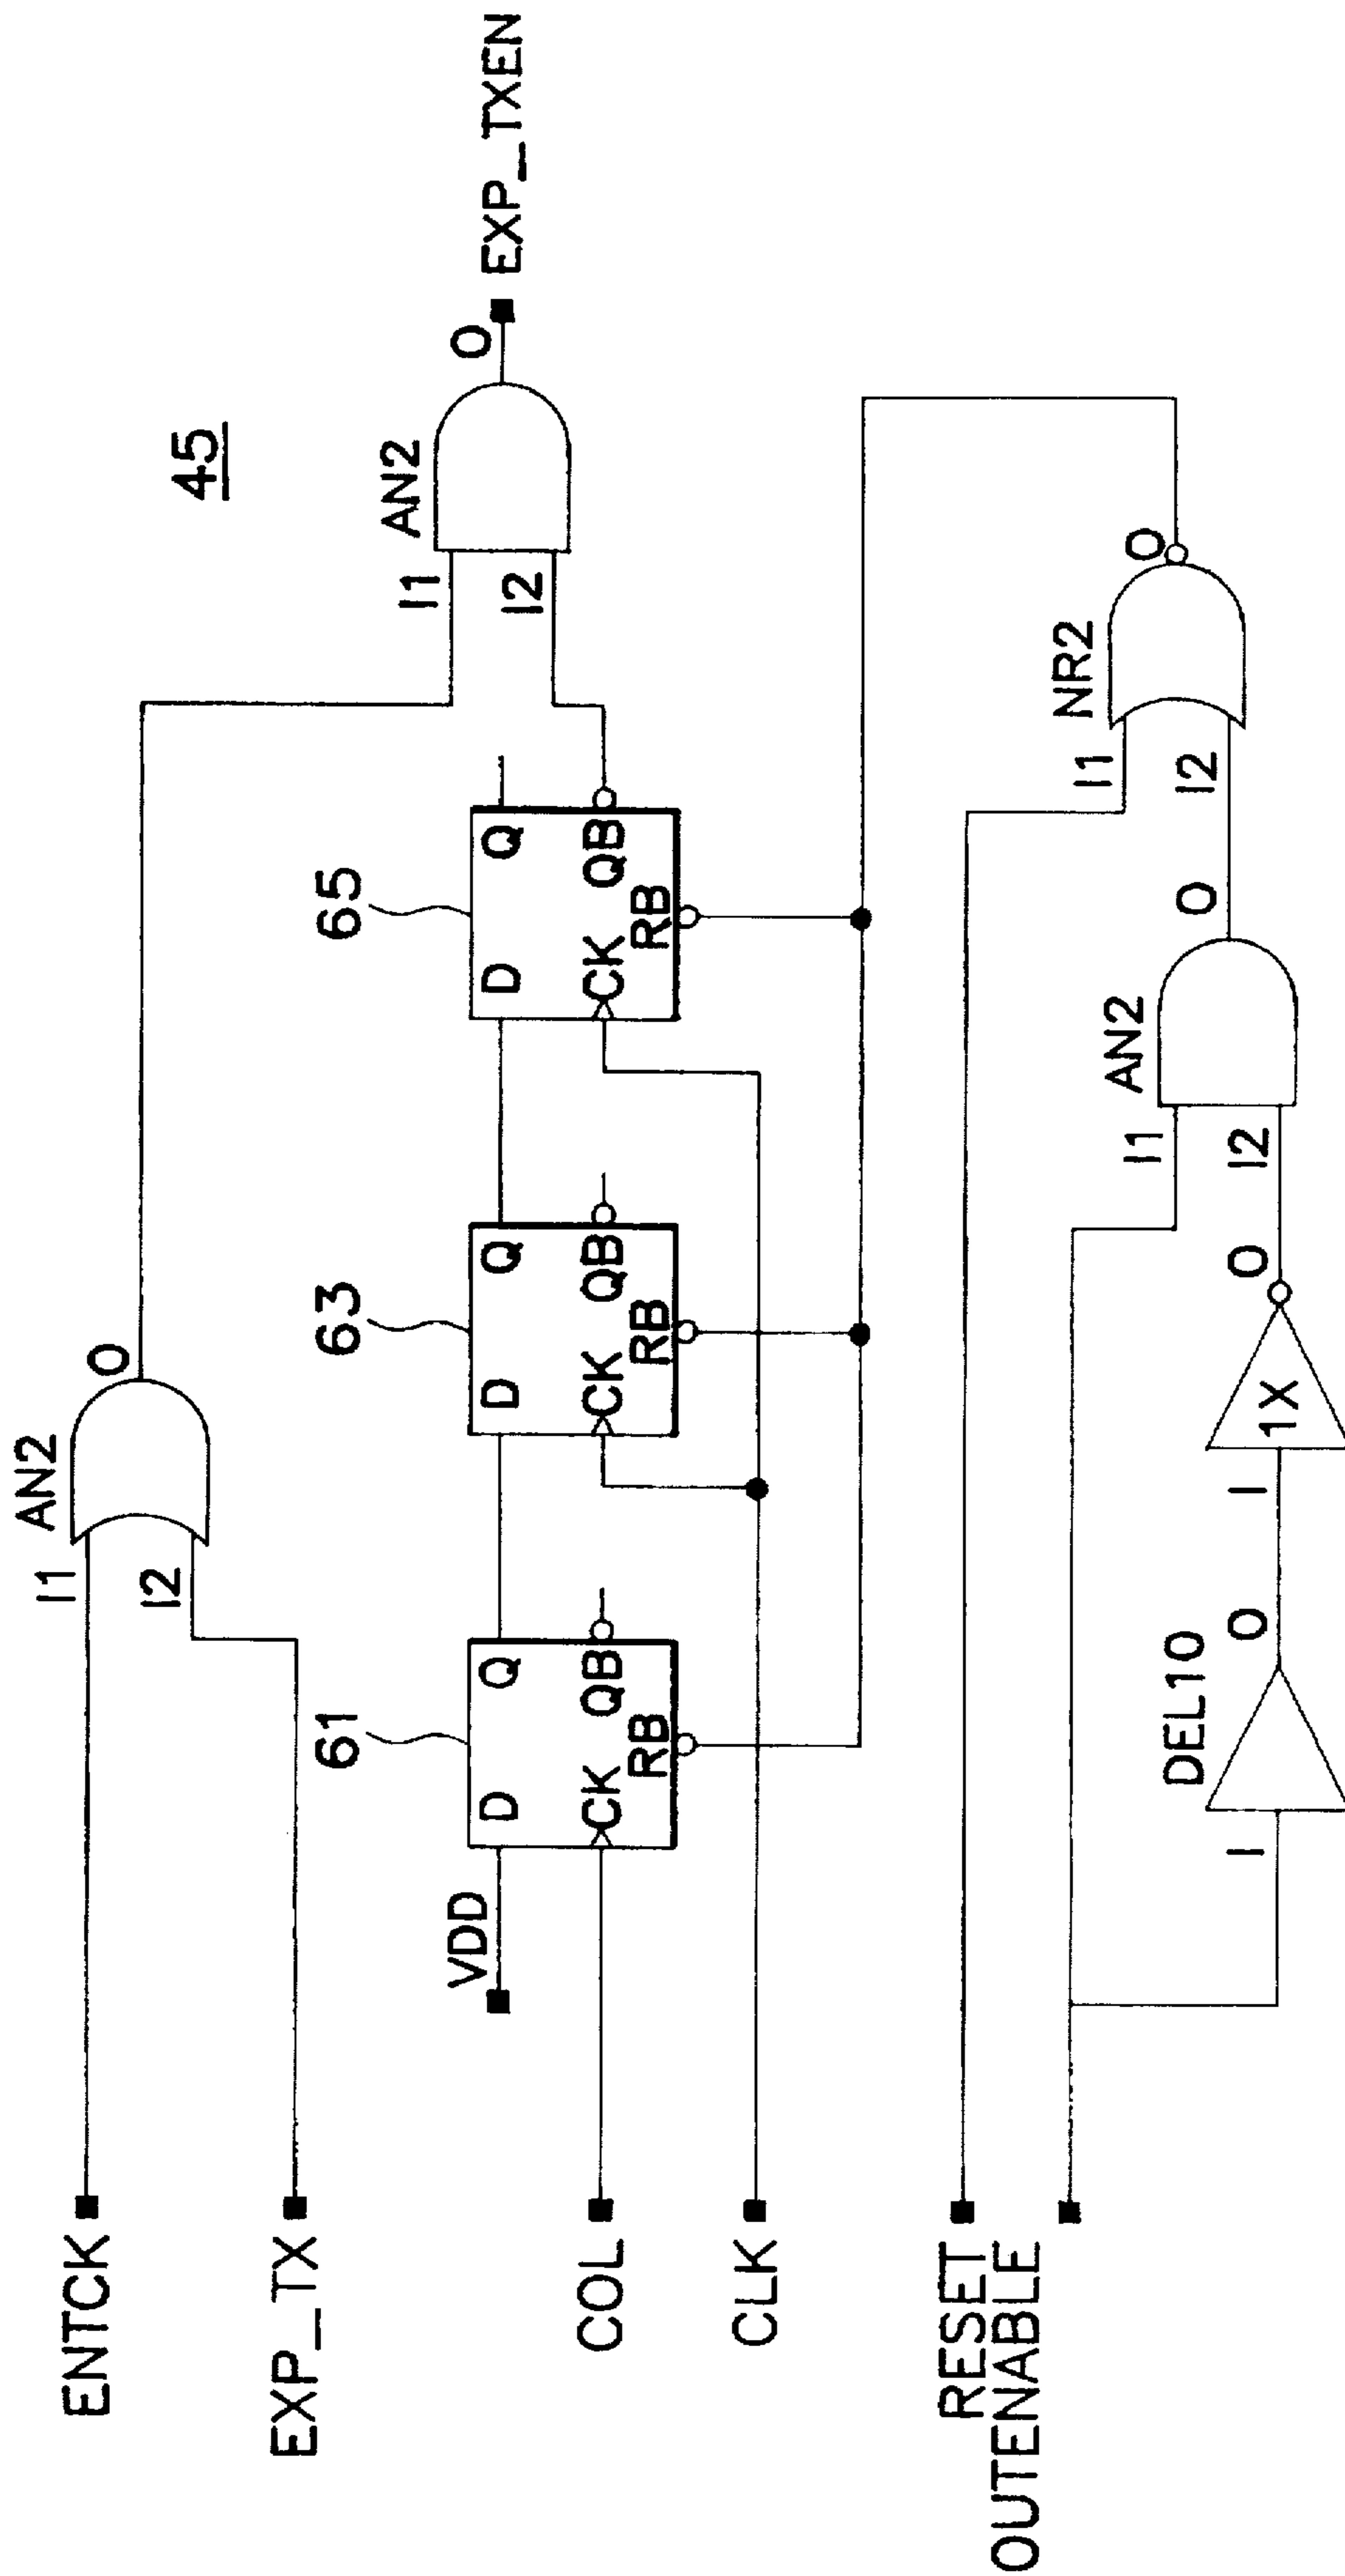 45
ENTCK
EXP_TX
I1
I2
AN2
O
I1
I2
AN2
O
EXP_TXEN
VDD
COL
CLK
61
D
Q
CK
QB
RB
63
D
Q
CK
QB
RB
65
D
Q
CK
QB
RB
RESET
OUTENABLE
I
DEL10
O
I
1X
O
I1
I2
AN2
O
I1
I2
NR2
O